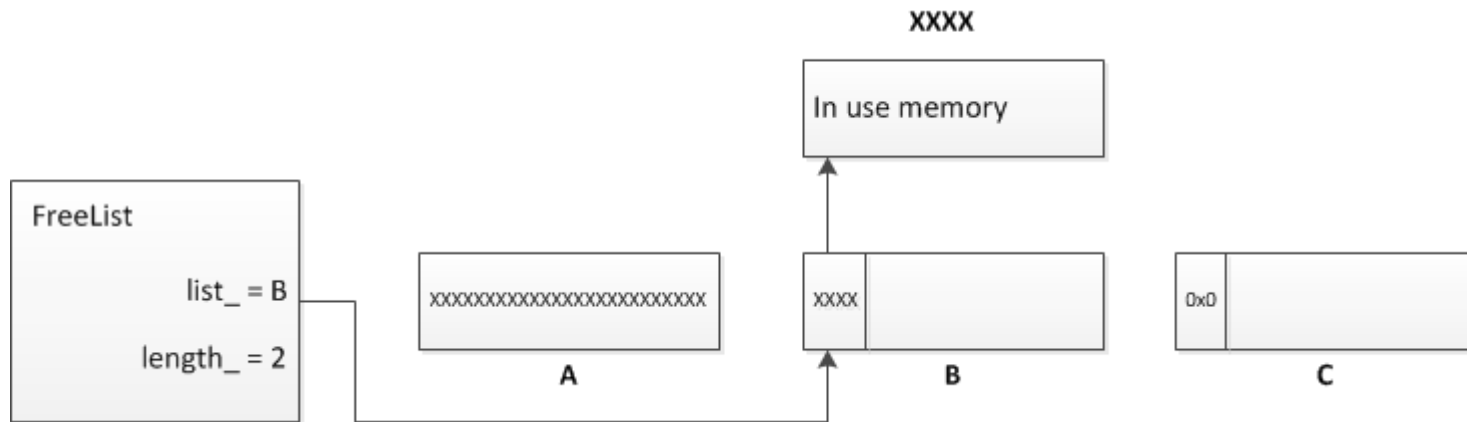 XXXX
In use memory
FreeList
list_ = B
length_ = 2
XXXXXXXXXXXXXXXXXXXXXXXXX
XXXX
0x0
A
B
C